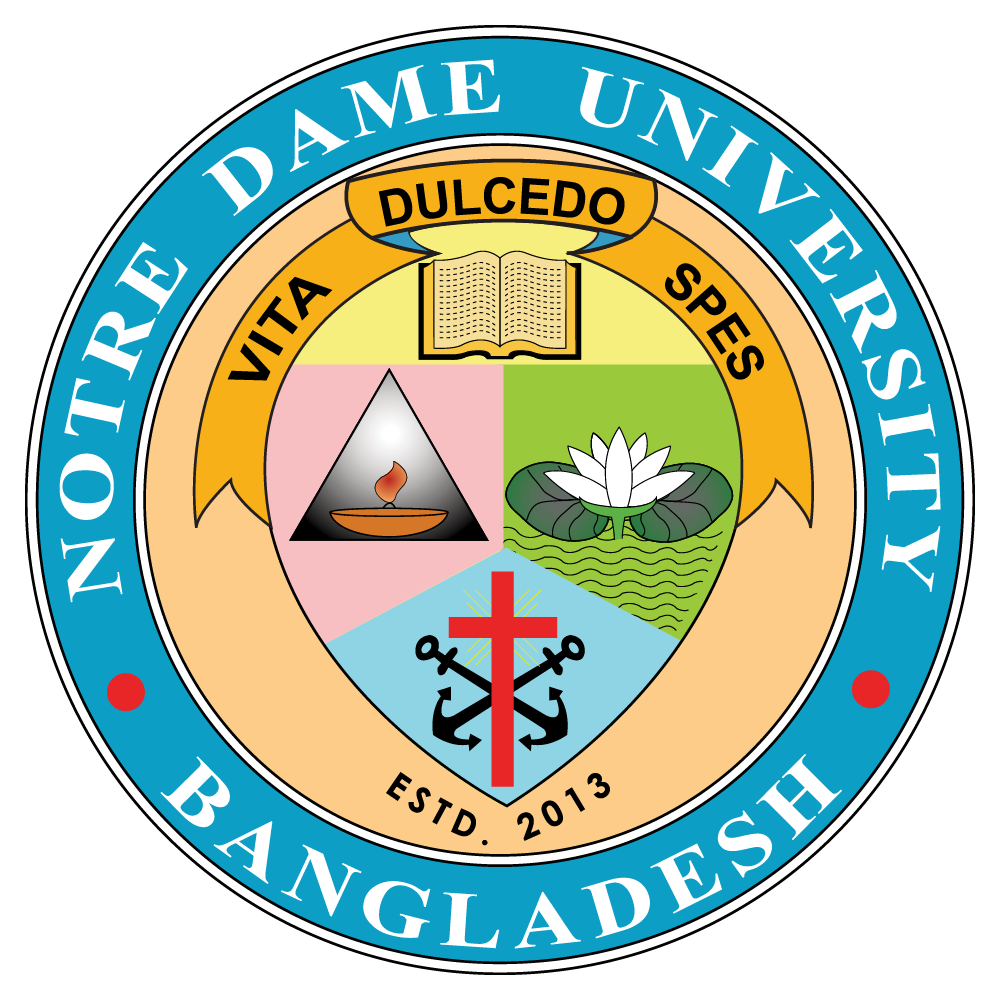 NOTRE DAME UNIVERSITY
BANGLADESH
VITA DULCEDO SPES
ESTD. 2013